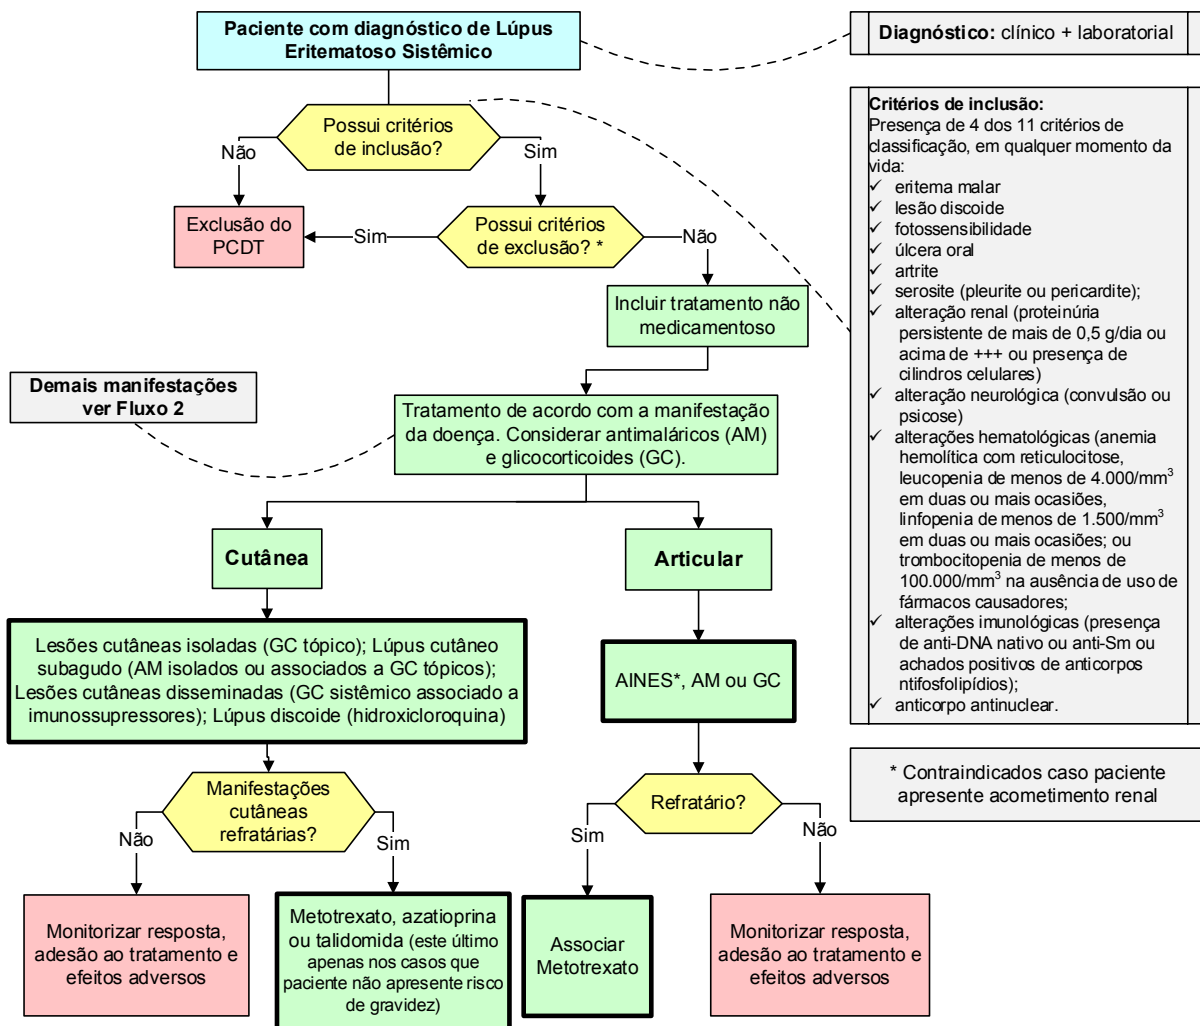 Paciente com diagnóstico de Lúpus
Eritematoso Sistêmico
Diagnóstico: clínico + laboratorial
Possui critérios
de inclusão?
Não
Sim
Exclusão do
PCDT
Sim
Possui critérios
de exclusão? *
Não
Incluir tratamento não
medicamentoso
Critérios de inclusão:
Presença de 4 dos 11 critérios de
classificação, em qualquer momento da
vida:
✓ eritema malar
✓ lesão discoide
✓ fotossensibilidade
✓ úlcera oral
✓ artrite
✓ serosite (pleurite ou pericardite);
✓ alteração renal (proteinúria
persistente de mais de 0,5 g/dia ou
acima de +++ ou presença de
cilindros celulares)
✓ alteração neurológica (convulsão ou
psicose)
✓ alterações hematológicas (anemia
hemolítica com reticulocitose,
leucopenia de menos de 4.000/mm³
em duas ou mais ocasiões,
linfopenia de menos de 1.500/mm³
em duas ou mais ocasiões; ou
trombocitopenia de menos de
100.000/mm³ na ausência de uso de
fármacos causadores;
✓ alterações imunológicas (presença
de anti-DNA nativo ou anti-Sm ou
achados positivos de anticorpos
ntifosfolipídios);
✓ anticorpo antinuclear.
Demais manifestações
ver Fluxo 2
Tratamento de acordo com a manifestação
da doença. Considerar antimaláricos (AM)
e glicocorticoides (GC).
Cutânea
Articular
Lesões cutâneas isoladas (GC tópico); Lúpus cutâneo
subagudo (AM isolados ou associados a GC tópicos);
Lesões cutâneas disseminadas (GC sistêmico associado a
imunossupressores); Lúpus discoide (hidroxicloroquina)
AINES*, AM ou GC
* Contraindicados caso paciente
apresente acometimento renal
Manifestações
cutâneas
refratárias?
Não
Sim
Refratário?
Sim
Não
Monitorizar resposta,
adesão ao tratamento e
efeitos adversos
Metotrexato, azatioprina
ou talidomida (este último
apenas nos casos que
paciente não apresente risco
de gravidez)
Associar
Metotrexato
Monitorizar resposta,
adesão ao tratamento e
efeitos adversos